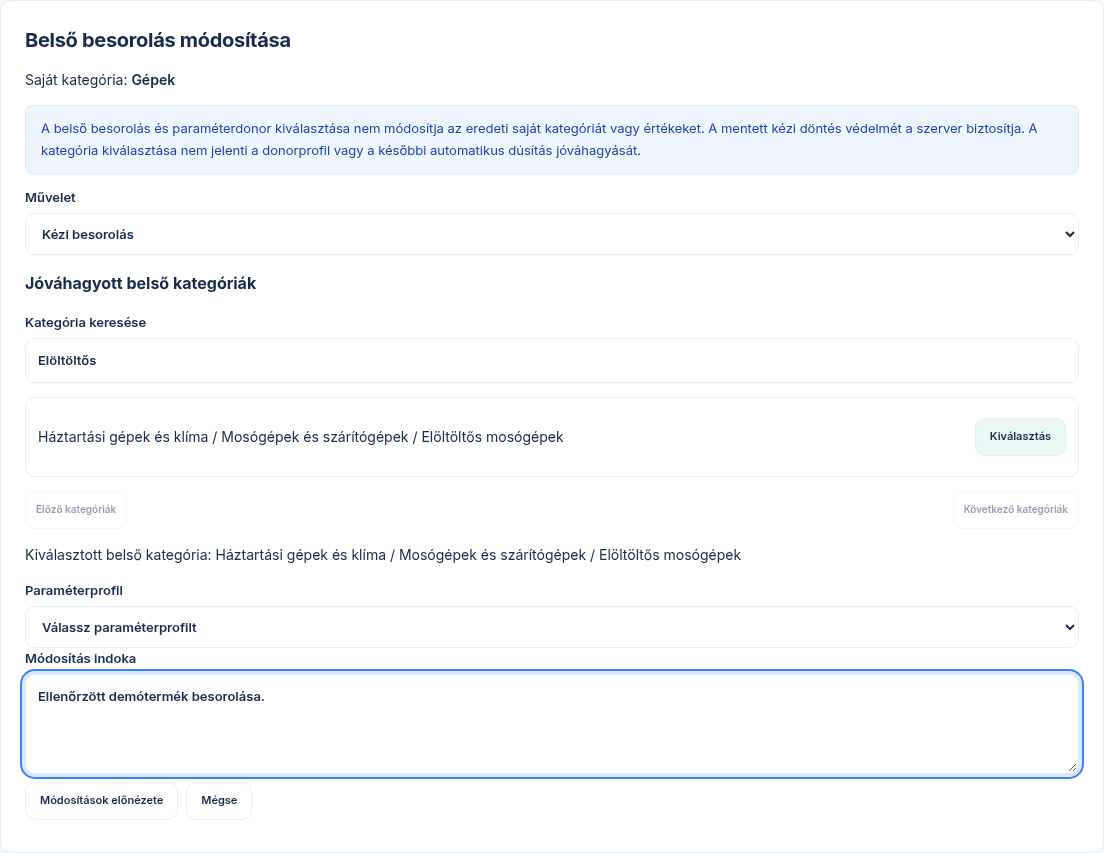 Belső besorolás módosítása
Saját kategória: Gépek
A belső besorolás és paraméterdonor kiválasztása nem módosítja az eredeti saját kategóriát vagy értékeket. A mentett kézi döntés védelmét a szerver biztosítja. A
kategória kiválasztása nem jelenti a donorprofil vagy a későbbi automatikus dúsítás jóváhagyását.
Művelet
Kézi besorolás
Jóváhagyott belső kategóriák
Kategória keresése
Elöltöltős
Háztartási gépek és klíma / Mosógépek és szárítógépek / Elöltöltős mosógépek
Kiválasztás
Előző kategóriák
Következő kategóriák
Kiválasztott belső kategória: Háztartási gépek és klíma / Mosógépek és szárítógépek / Elöltöltős mosógépek
Paraméterprofil
Válassz paraméterprofilt
Módosítás indoka
Ellenőrzött demótermék besorolása.
Módosítások előnézete
Mégse